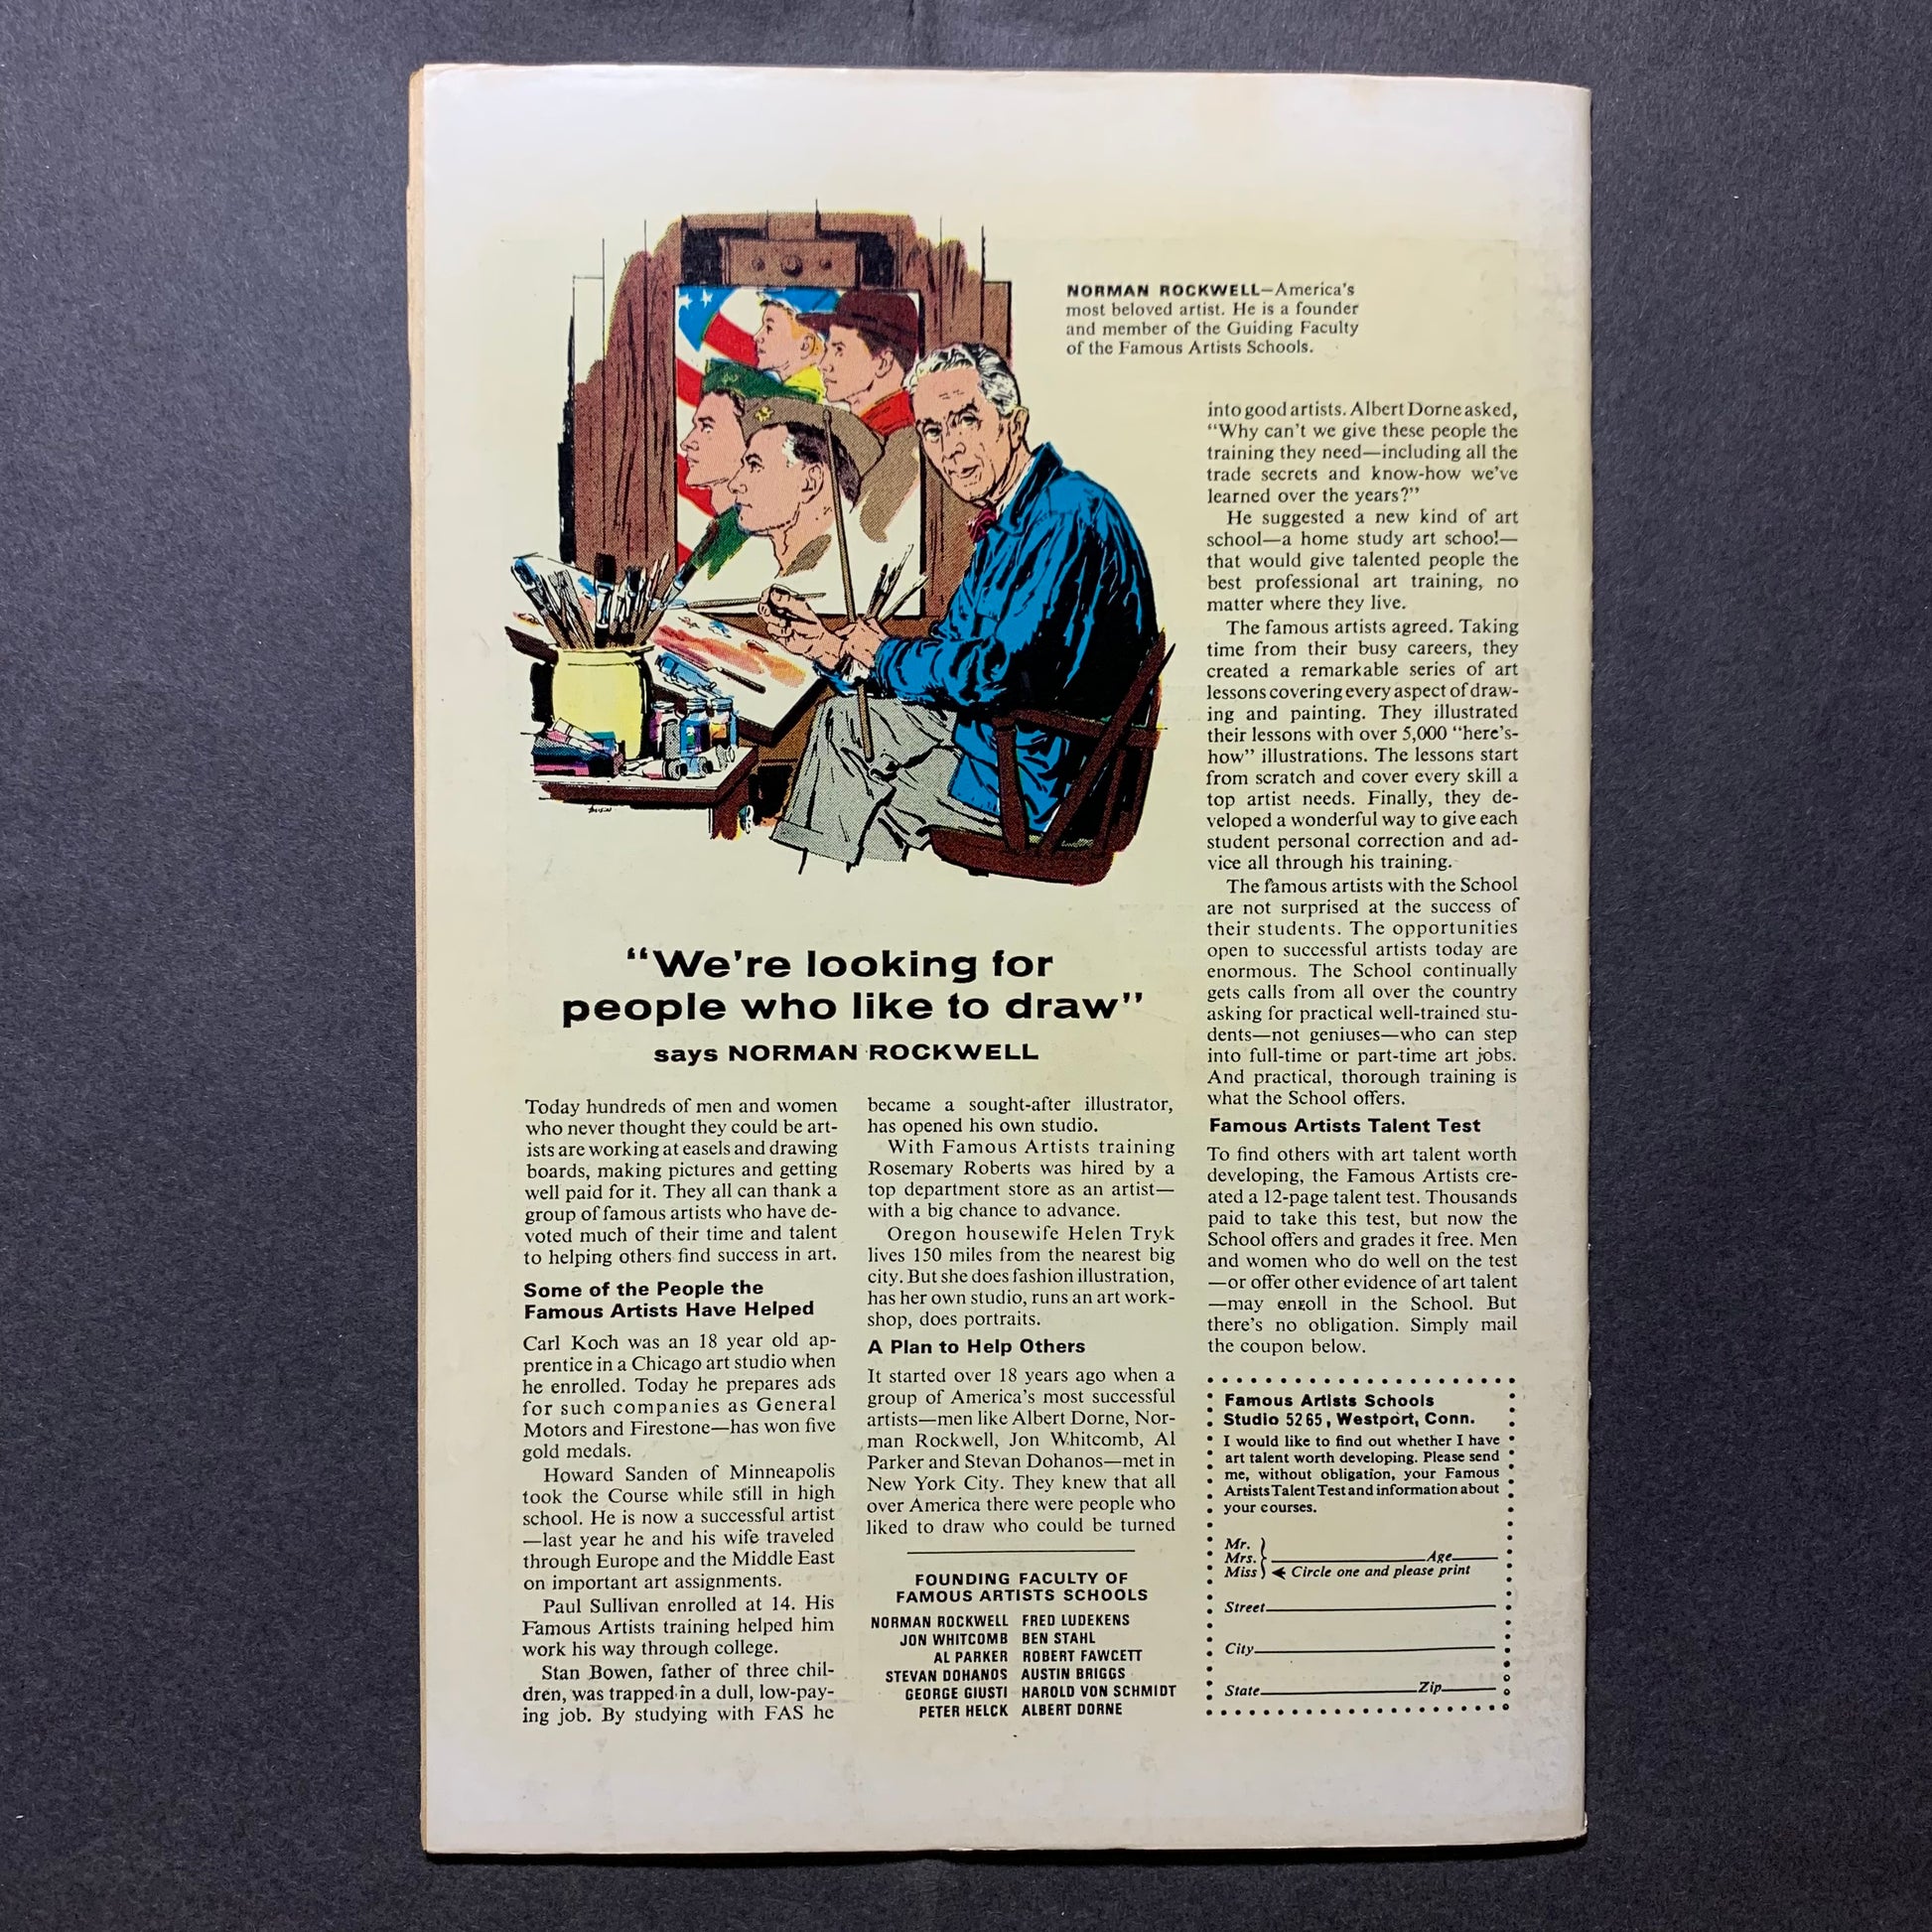 NORMAN ROCKWELL—America's
most beloved artist. He is a founder
and member of the Guiding Faculty
of the Famous Artists Schools.
"We're looking for
people who like to draw"
says NORMAN ROCKWELL
Today hundreds of men and women
who never thought they could be art-
ists are working at easels and drawing
boards, making pictures and getting
well paid for it. They all can thank a
group of famous artists who have de-
voted much of their time and talent
to helping others find success in art.
Some of the People the
Famous Artists Have Helped
Carl Koch was an 18 year old ap-
prentice in a Chicago art studio when
he enrolled. Today he prepares ads
for such companies as General
Motors and Firestone—has won five
gold medals.
Howard Sanden of Minneapolis
took the Course while still in high
school. He is now a successful artist
—last year he and his wife traveled
through Europe and the Middle East
on important art assignments.
Paul Sullivan enrolled at 14. His
Famous Artists training helped him
work his way through college.
Stan Bowen, father of three chil-
dren, was trapped in a dull, low-pay-
ing job. By studying with FAS he
became a sought-after illustrator,
has opened his own studio.
With Famous Artists training
Rosemary Roberts was hired by a
top department store as an artist—
with a big chance to advance.
Oregon housewife Helen Tryk
lives 150 miles from the nearest big
city. But she does fashion illustration,
has her own studio, runs an art work-
shop, does portraits.
A Plan to Help Others
It started over 18 years ago when a
group of America's most successful
artists—men like Albert Dorne, Nor-
man Rockwell, Jon Whitcomb, Al
Parker and Stevan Dohanos—met in
New York City. They knew that all
over America there were people who
liked to draw who could be turned
into good artists. Albert Dorne asked,
"Why can't we give these people the
training they need—including all the
trade secrets and know-how we've
learned over the years?"
He suggested a new kind of art
school—a home study art school—
that would give talented people the
best professional art training, no
matter where they live.
The famous artists agreed. Taking
time from their busy careers, they
created a remarkable series of art
lessons covering every aspect of draw-
ing and painting. They illustrated
their lessons with over 5,000 "here's-
how" illustrations. The lessons start
from scratch and cover every skill a
top artist needs. Finally, they de-
veloped a wonderful way to give each
student personal correction and ad-
vice all through his training.
The famous artists with the School
are not surprised at the success of
their students. The opportunities
open to successful artists today are
enormous. The School continually
gets calls from all over the country
asking for practical well-trained stu-
dents—not geniuses—who can step
into full-time or part-time art jobs.
And practical, thorough training is
what the School offers.
Famous Artists Talent Test
To find others with art talent worth
developing, the Famous Artists cre-
ated a 12-page talent test. Thousands
paid to take this test, but now the
School offers and grades it free. Men
and women who do well on the test
—or offer other evidence of art talent
—may enroll in the School. But
there's no obligation. Simply mail
the coupon below.
FOUNDING FACULTY OF
FAMOUS ARTISTS SCHOOLS
NORMAN ROCKWELL FRED LUDEKENS
JON WHITCOMB BEN STAHL
AL PARKER ROBERT FAWCETT
STEVAN DOHANOS AUSTIN BRIGGS
GEORGE GIUSTI HAROLD VON SCHMIDT
PETER HELCK ALBERT DORNE
Famous Artists Schools
Studio 5265, Westport, Conn.
I would like to find out whether I have
art talent worth developing. Please send
me, without obligation, your Famous
Artists Talent Test and information about
your courses.
Mr.
Mrs. Age
Miss Circle one and please print
Street
City
State Zip